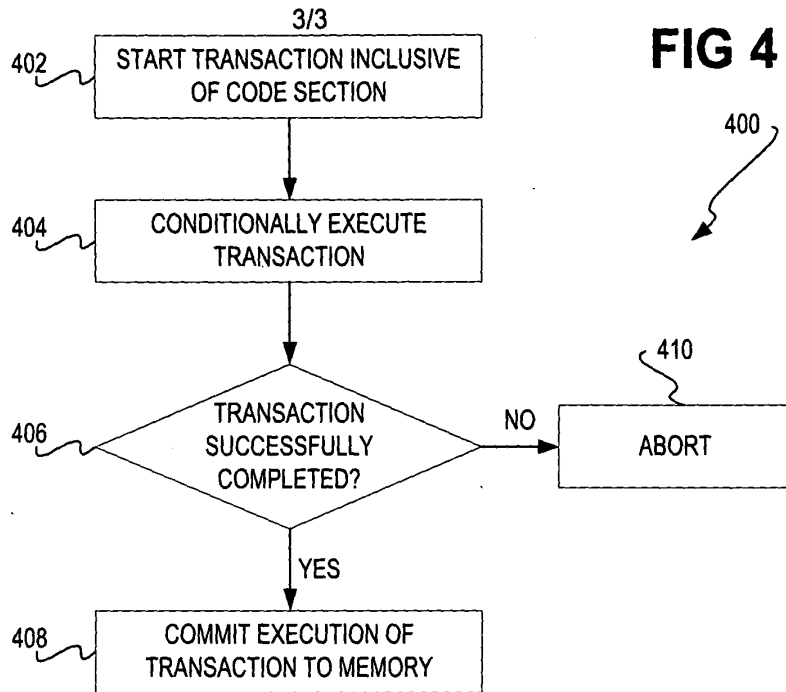 3/3
FIG 4
400
402
START TRANSACTION INCLUSIVE
OF CODE SECTION
404
CONDITIONALLY EXECUTE
TRANSACTION
406
TRANSACTION
SUCCESSFULLY
COMPLETED?
NO
410
ABORT
YES
408
COMMIT EXECUTION OF
TRANSACTION TO MEMORY